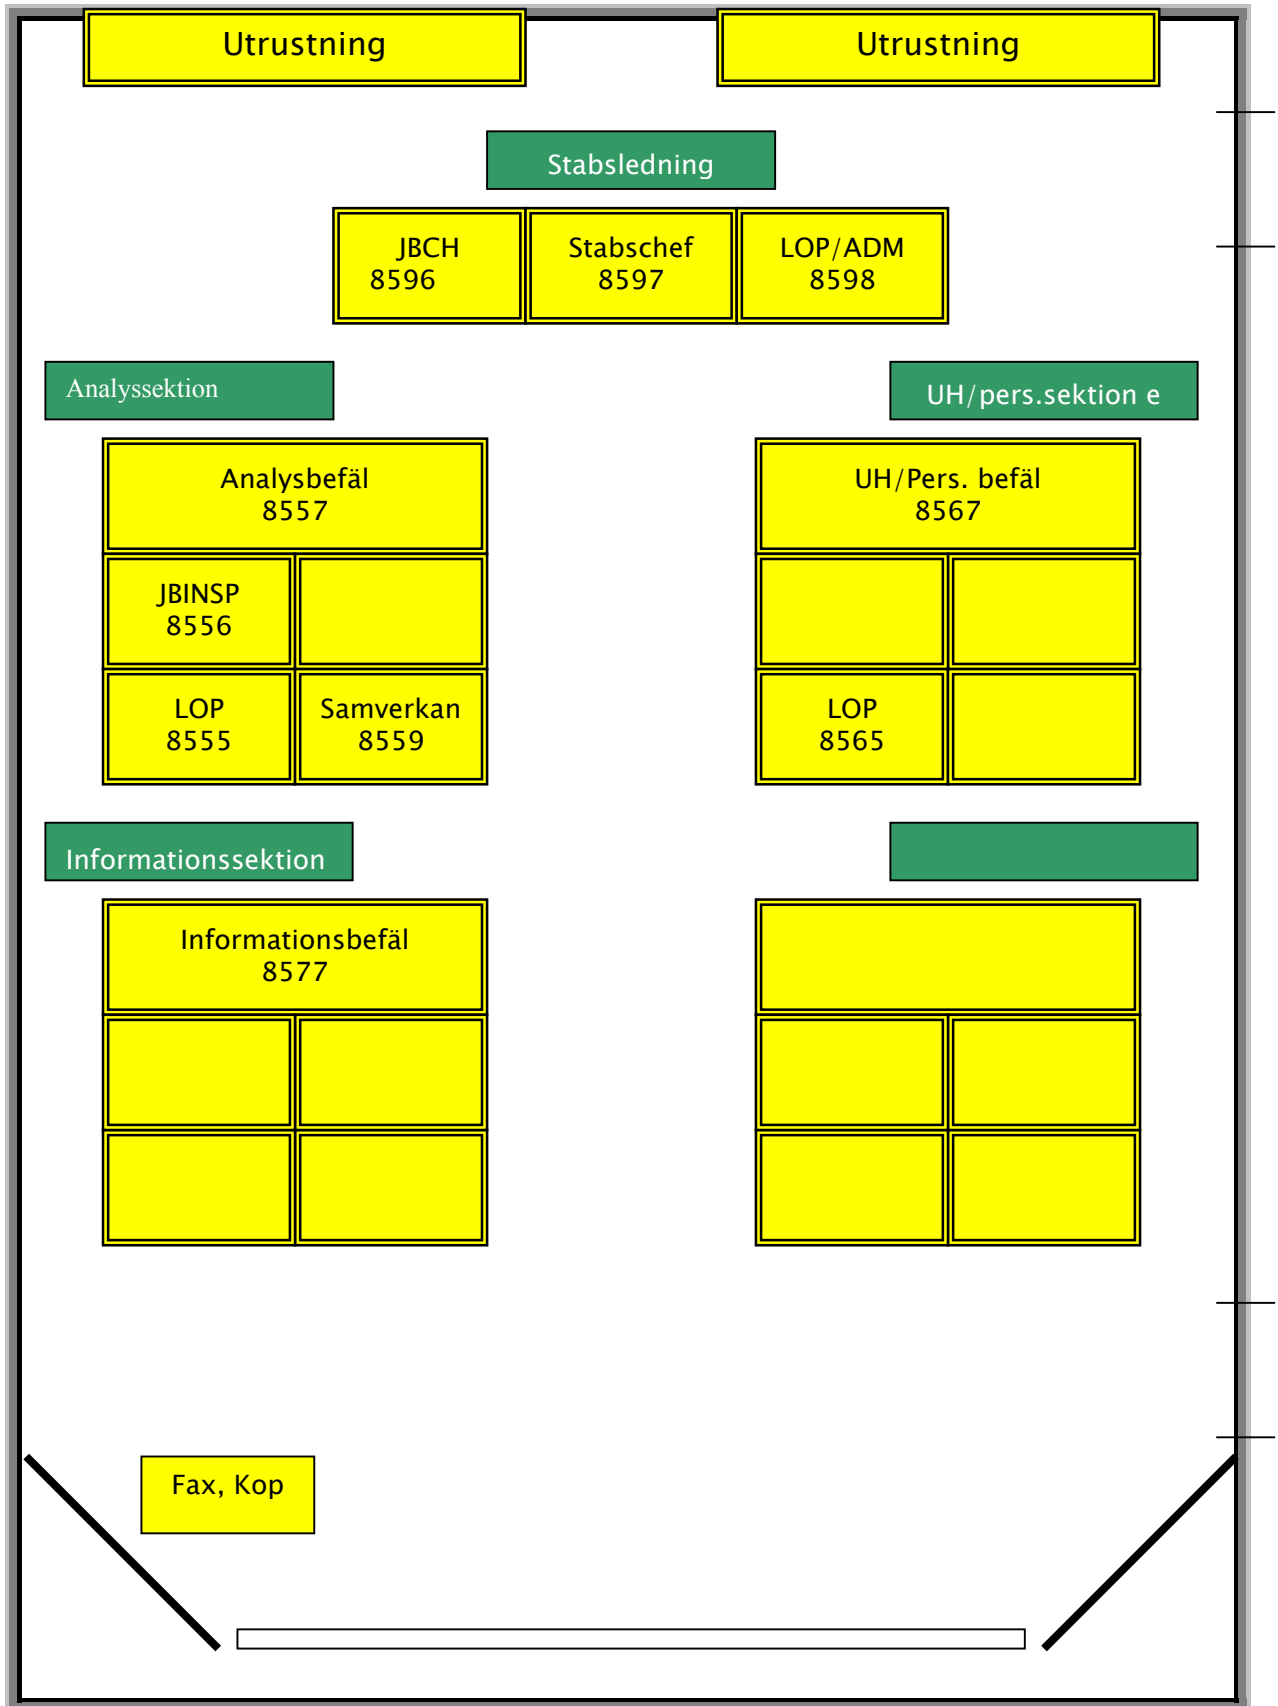 Utrustning
Utrustning
Stabsledning
JBCH
8596
Stabschef
8597
LOP/ADM
8598
Analyssektion
UH/pers.sektion e
Analysbefäl
8557
UH/Pers. befäl
8567
JBINSP
8556
LOP
8555
Samverkan
8559
LOP
8565
Informationssektion
Informationsbefäl
8577
Fax, Kop